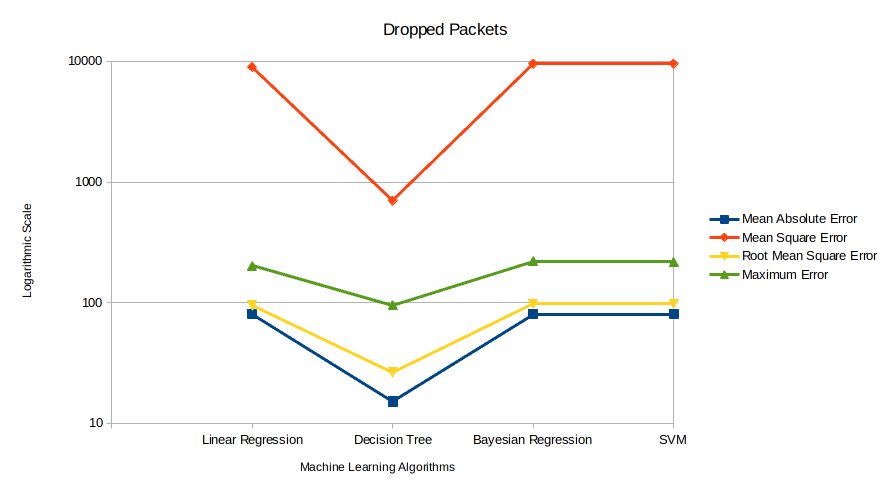 Dropped Packets
10000
1000
100
10
Logarithmic Scale
Linear Regression
Decision Tree
Bayesian Regression
SVM
Machine Learning Algorithms
Mean Absolute Error
Mean Square Error
Root Mean Square Error
Maximum Error